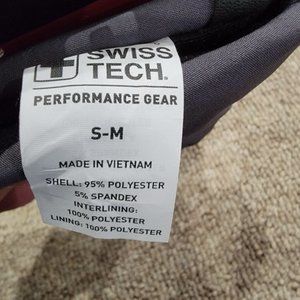 SWISS
TECH.
PERFORMANCE GEAR
S-M
MADE IN VIETNAM
SHELL: 95% POLYESTER
5% SPANDEX
INTERLINING:
100% POLYESTER
LINING: 100% POLYESTER